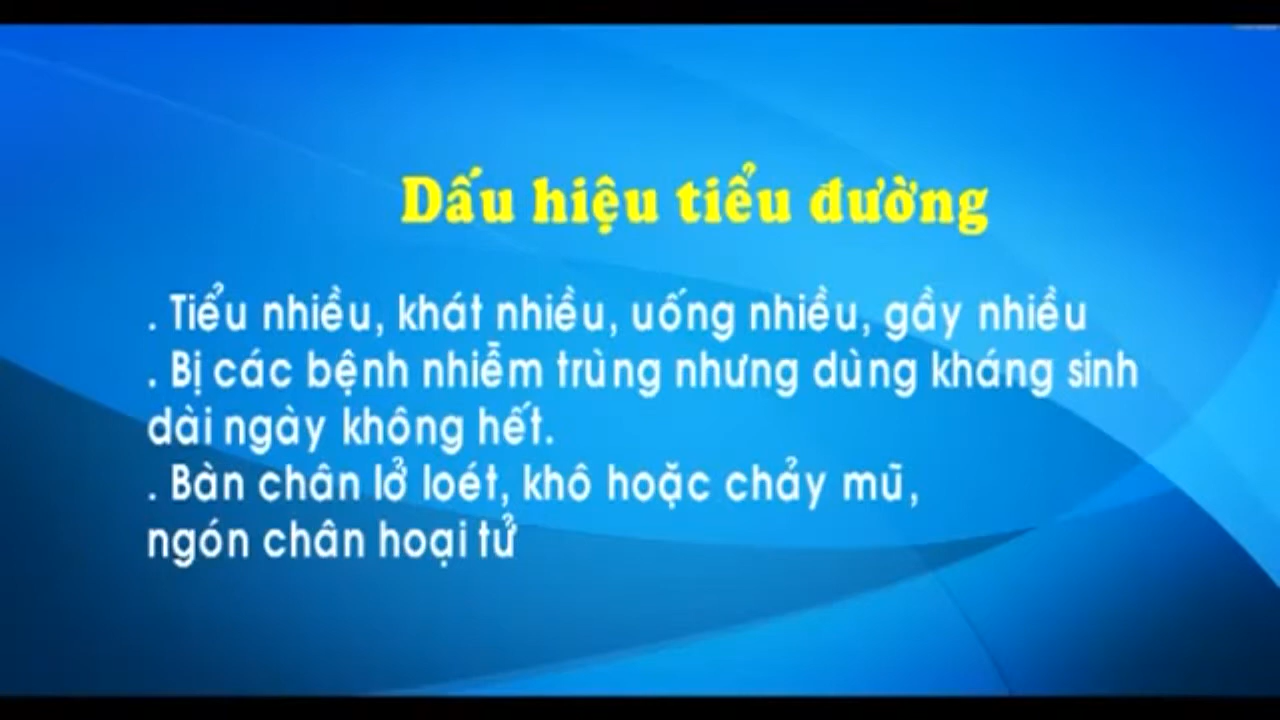 Dấu hiệu tiểu đường
. Tiểu nhiều, khát nhiều, uống nhiều, gầy nhiều
. Bị các bệnh nhiễm trùng nhưng dùng kháng sinh
dài ngày không hết.
. Bàn chân lở loét, khô hoặc chảy mũ,
ngón chân hoại tử